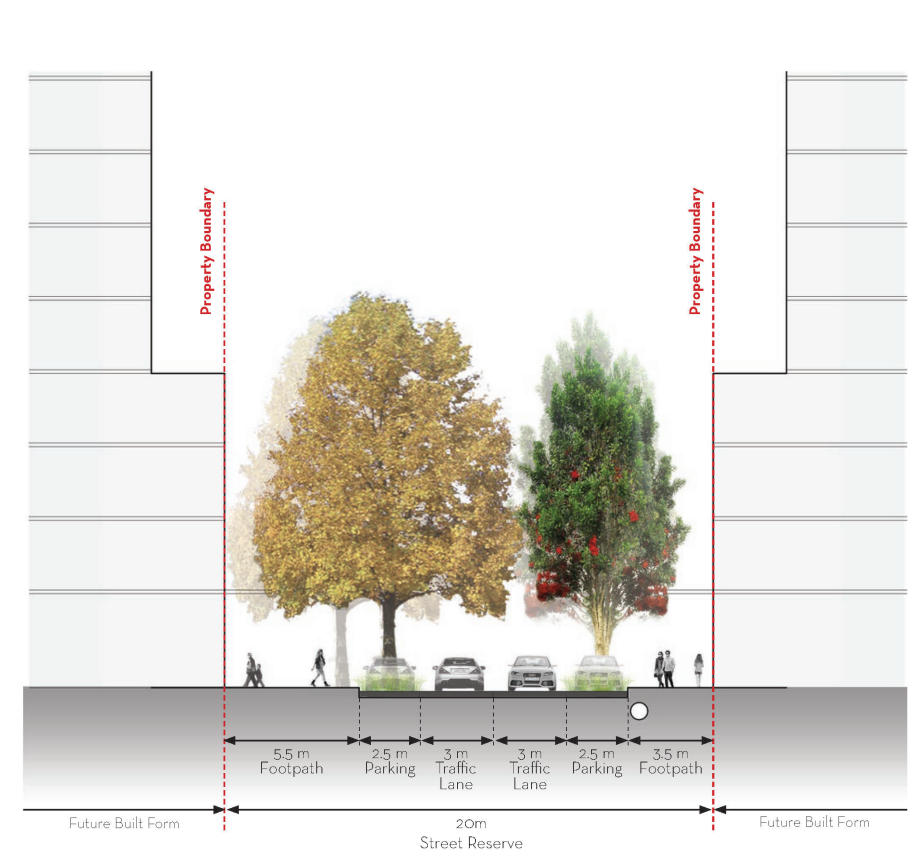 Property Boundary
Property Boundary
5.5 m
Footpath
2.5 m
Parking
3 m
Traffic
Lane
3 m
Traffic
Lane
2.5 m
Parking
3.5 m
Footpath
Future Built Form
20m
Street Reserve
Future Built Form